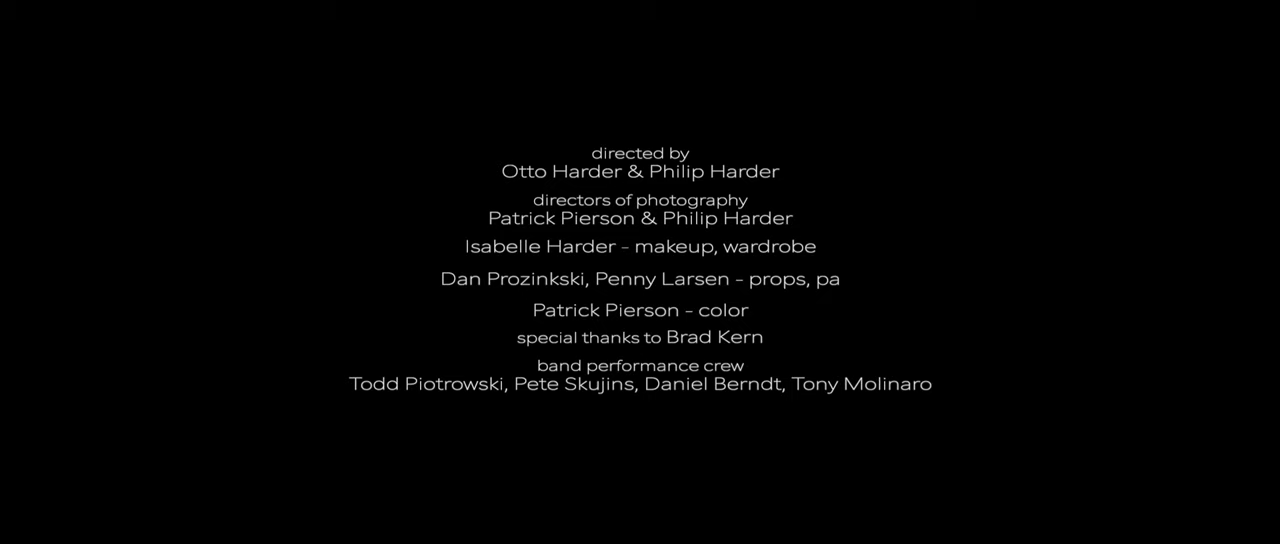 directed by
Otto Harder & Philip Harder
directors of photography
Patrick Pierson & Philip Harder
Isabelle Harder - makeup, wardrobe
Dan Prozinkski, Penny Larsen - props, pa
Patrick Pierson - color
special thanks to Brad Kern
band performance crew
Todd Piotrowski, Pete Skujins, Daniel Berndt, Tony Molinaro